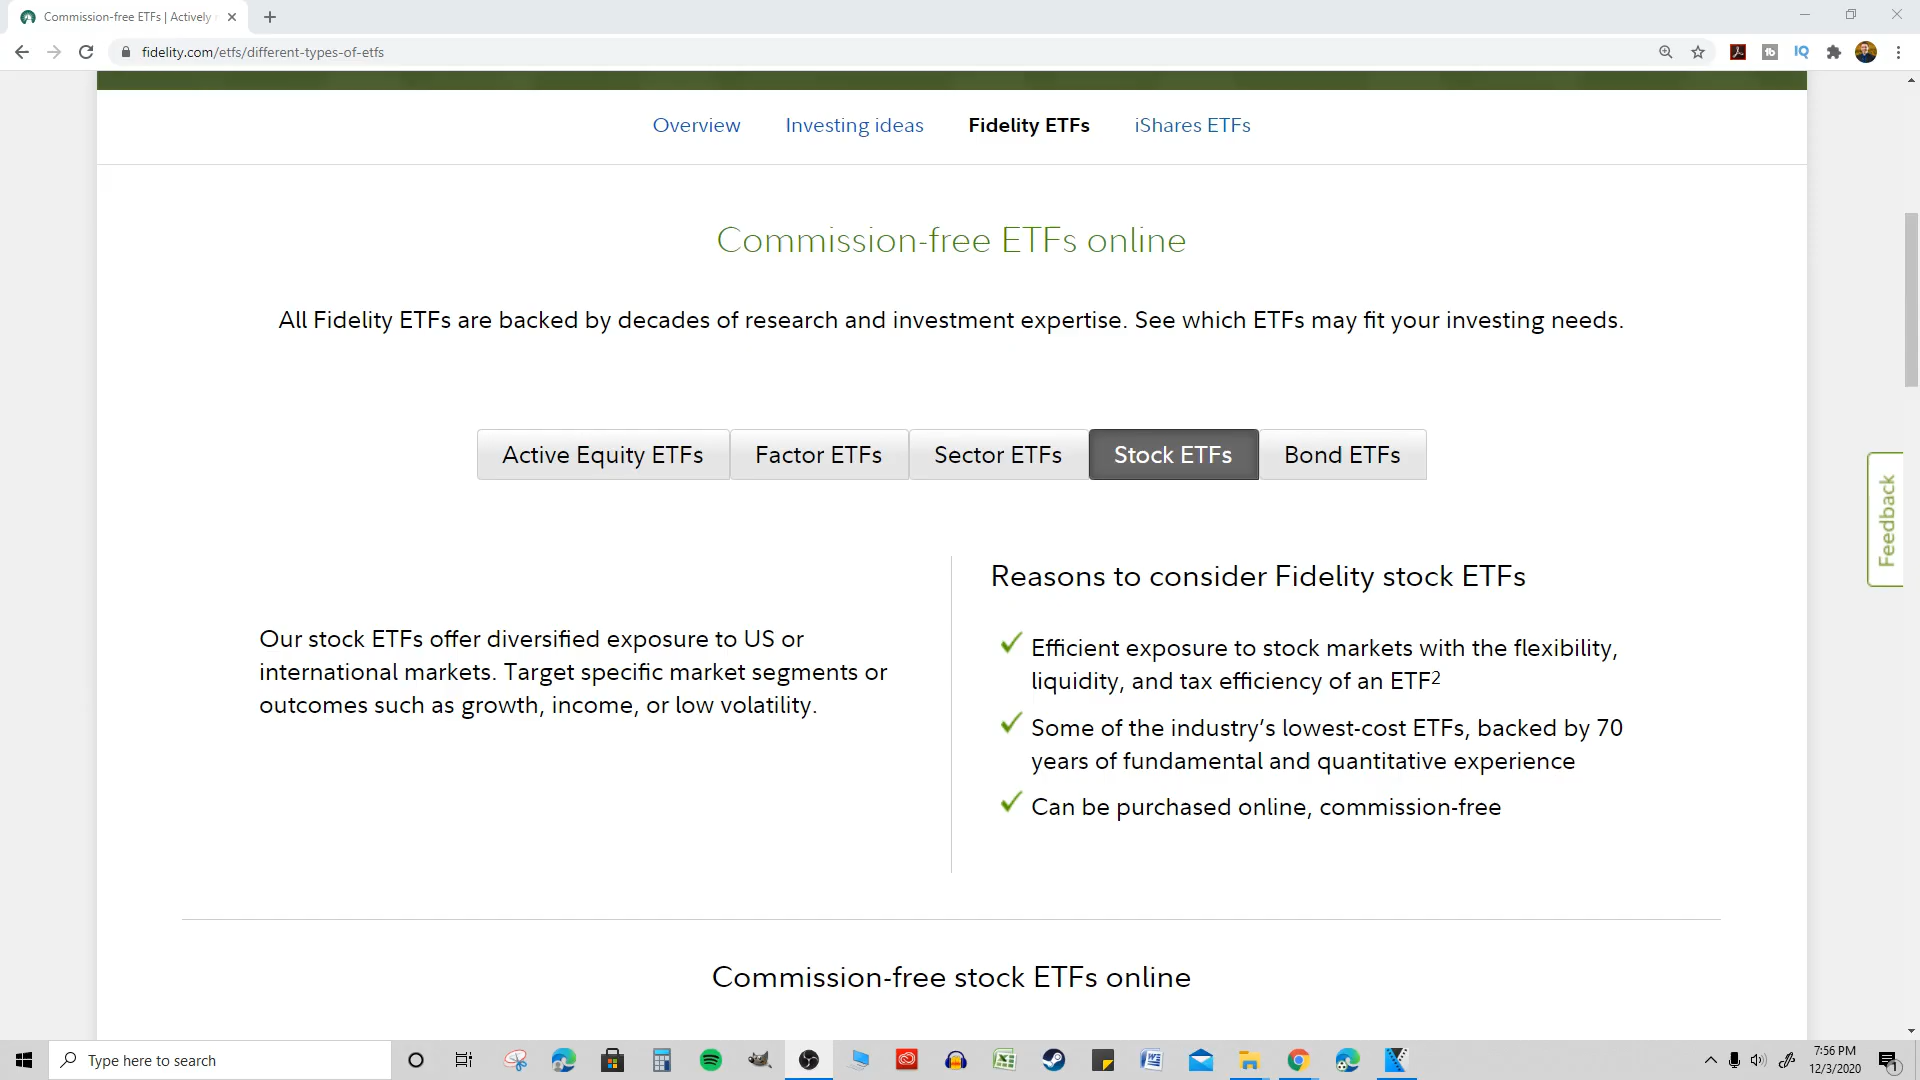 Commission-free ETFs | Actively
fidelity.com/etfs/different-types-of-etfs
Overview
Investing ideas
Fidelity ETFs
iShares ETFs
Commission-free ETFs online
All Fidelity ETFs are backed by decades of research and investment expertise. See which ETFs may fit your investing needs.
Active Equity ETFs
Factor ETFs
Sector ETFs
Stock ETFs
Bond ETFs
Our stock ETFs offer diversified exposure to US or
international markets. Target specific market segments or
outcomes such as growth, income, or low volatility.
Reasons to consider Fidelity stock ETFs
Efficient exposure to stock markets with the flexibility,
liquidity, and tax efficiency of an ETF2
Some of the industry's lowest-cost ETFs, backed by 70
years of fundamental and quantitative experience
Can be purchased online, commission-free
Feedback
Commission-free stock ETFs online
Type here to search
7:56 PM
12/3/2020